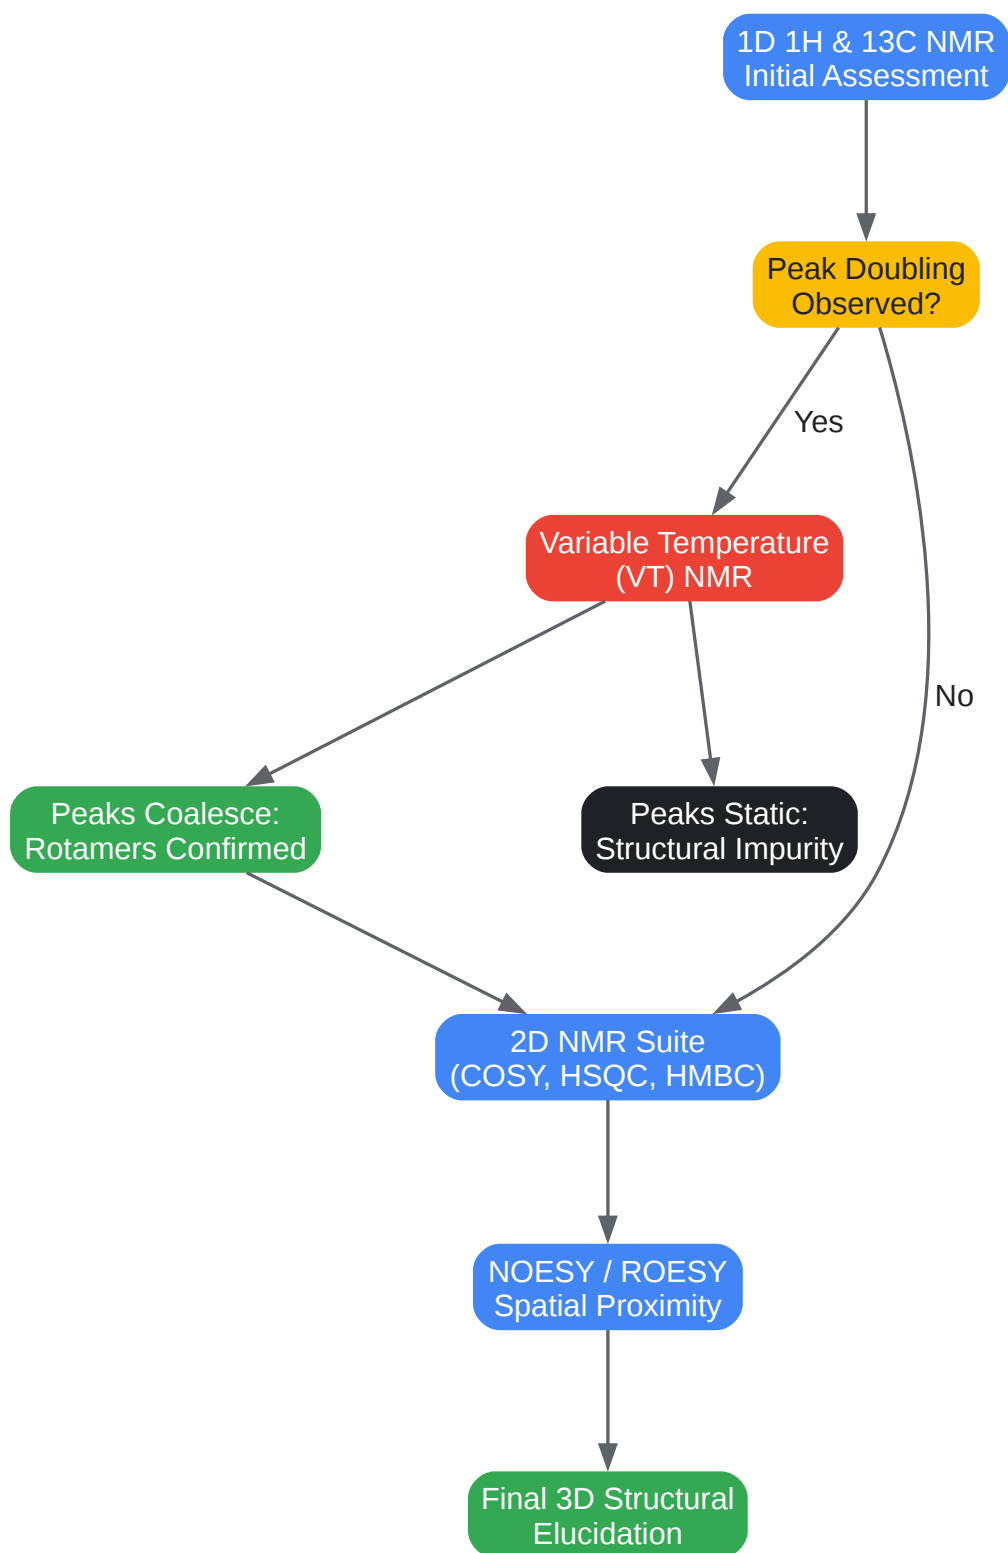 1D 1H & 13C NMR
Initial Assessment
Peak Doubling
Observed?
Yes
Variable Temperature
(VT) NMR
No
Peaks Coalesce:
Rotamers Confirmed
Peaks Static:
Structural Impurity
2D NMR Suite
(COSY, HSQC, HMBC)
NOESY / ROESY
Spatial Proximity
Final 3D Structural
Elucidation